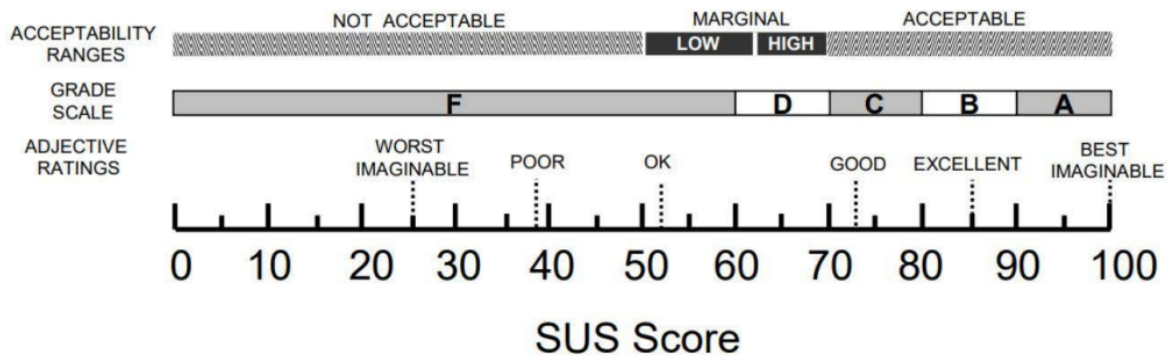 NOT ACCEPTABLE MARGINAL ACCEPTABLE
ACCEPTABILITY
RANGES
LOW HIGH
GRADE
SCALE
F D C B A
ADJECTIVE
RATINGS
WORST
IMAGINABLE
POOR
OK
GOOD
EXCELLENT
BEST
IMAGINABLE
0 10 20 30 40 50 60 70 80 90 100
SUS Score